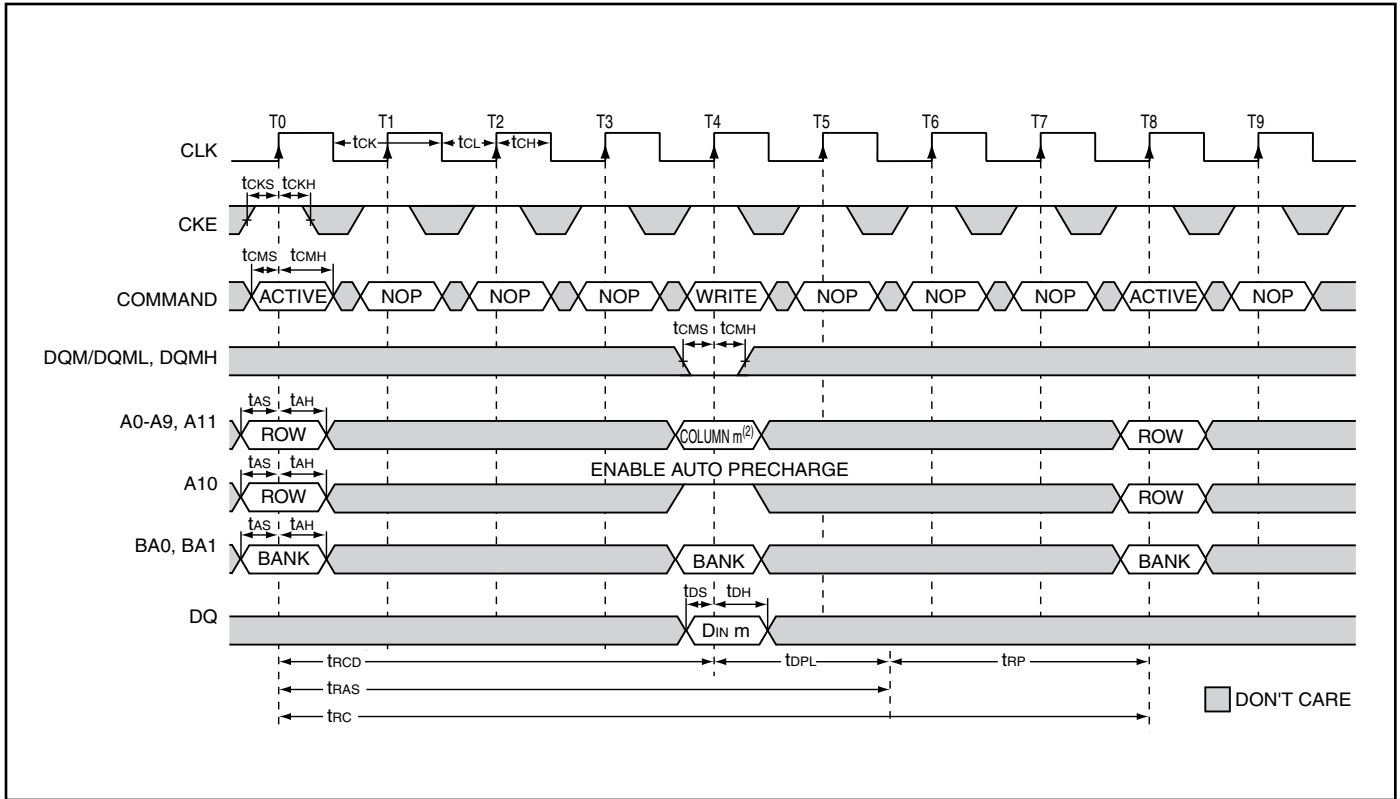 T0 T1 T2 T3 T4 T5 T6 T7 T8 T9
CLK tCK tCL tCH
tCKS tCKH
CKE
tCMS tCMH
COMMAND ACTIVE NOP NOP NOP WRITE NOP NOP NOP ACTIVE NOP
tCMS tCMH
DQM/DQML, DQMH
tAS tAH
A0-A9, A11 ROW COLUMN m(2) ROW
tAS tAH ENABLE AUTO PRECHARGE
A10 ROW ROW
tAS tAH
BA0, BA1 BANK BANK BANK
tDS tDH
DQ DIN m
tRCD tDPL tRP
tRAS
DON'T CARE
tRC